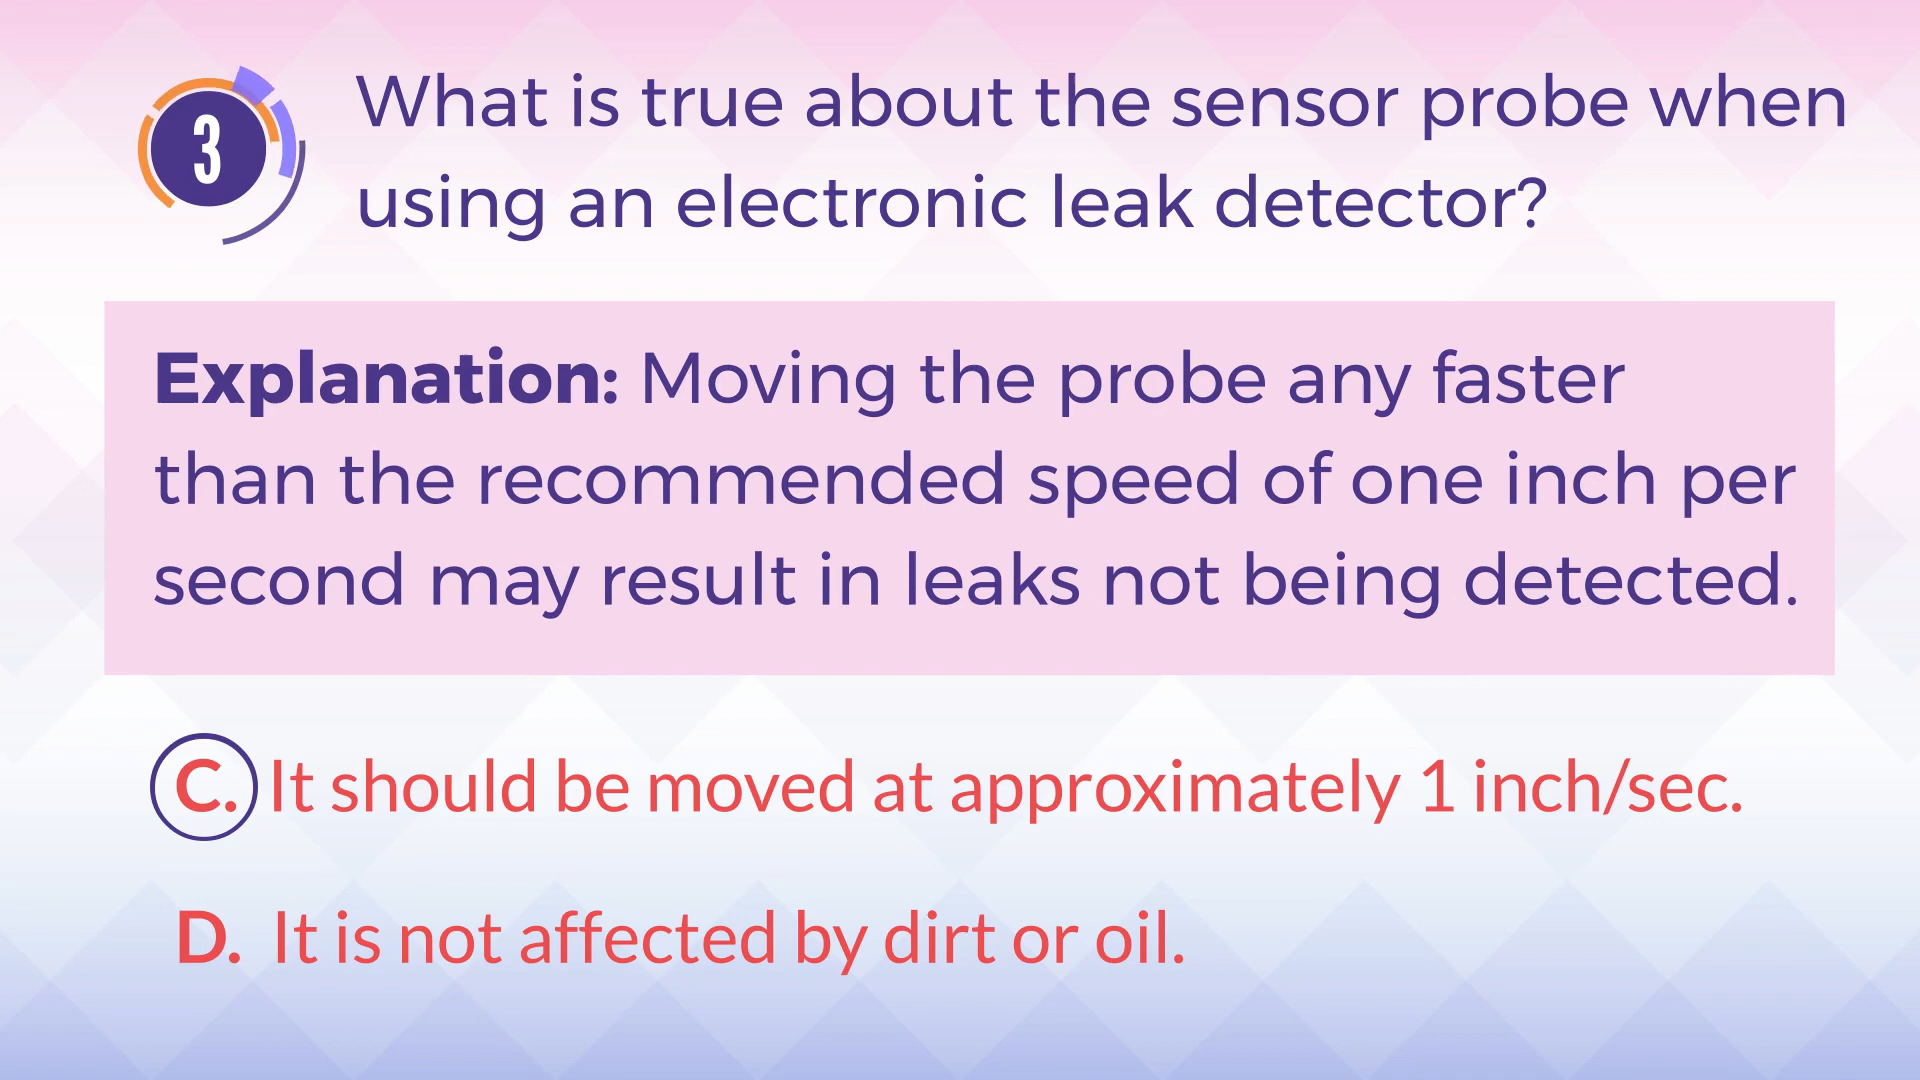 3
What is true about the sensor probe when
using an electronic leak detector?
Explanation: Moving the probe any faster
than the recommended speed of one inch per
second may result in leaks not being detected.
C. It should be moved at approximately 1 inch/sec.
D. It is not affected by dirt or oil.